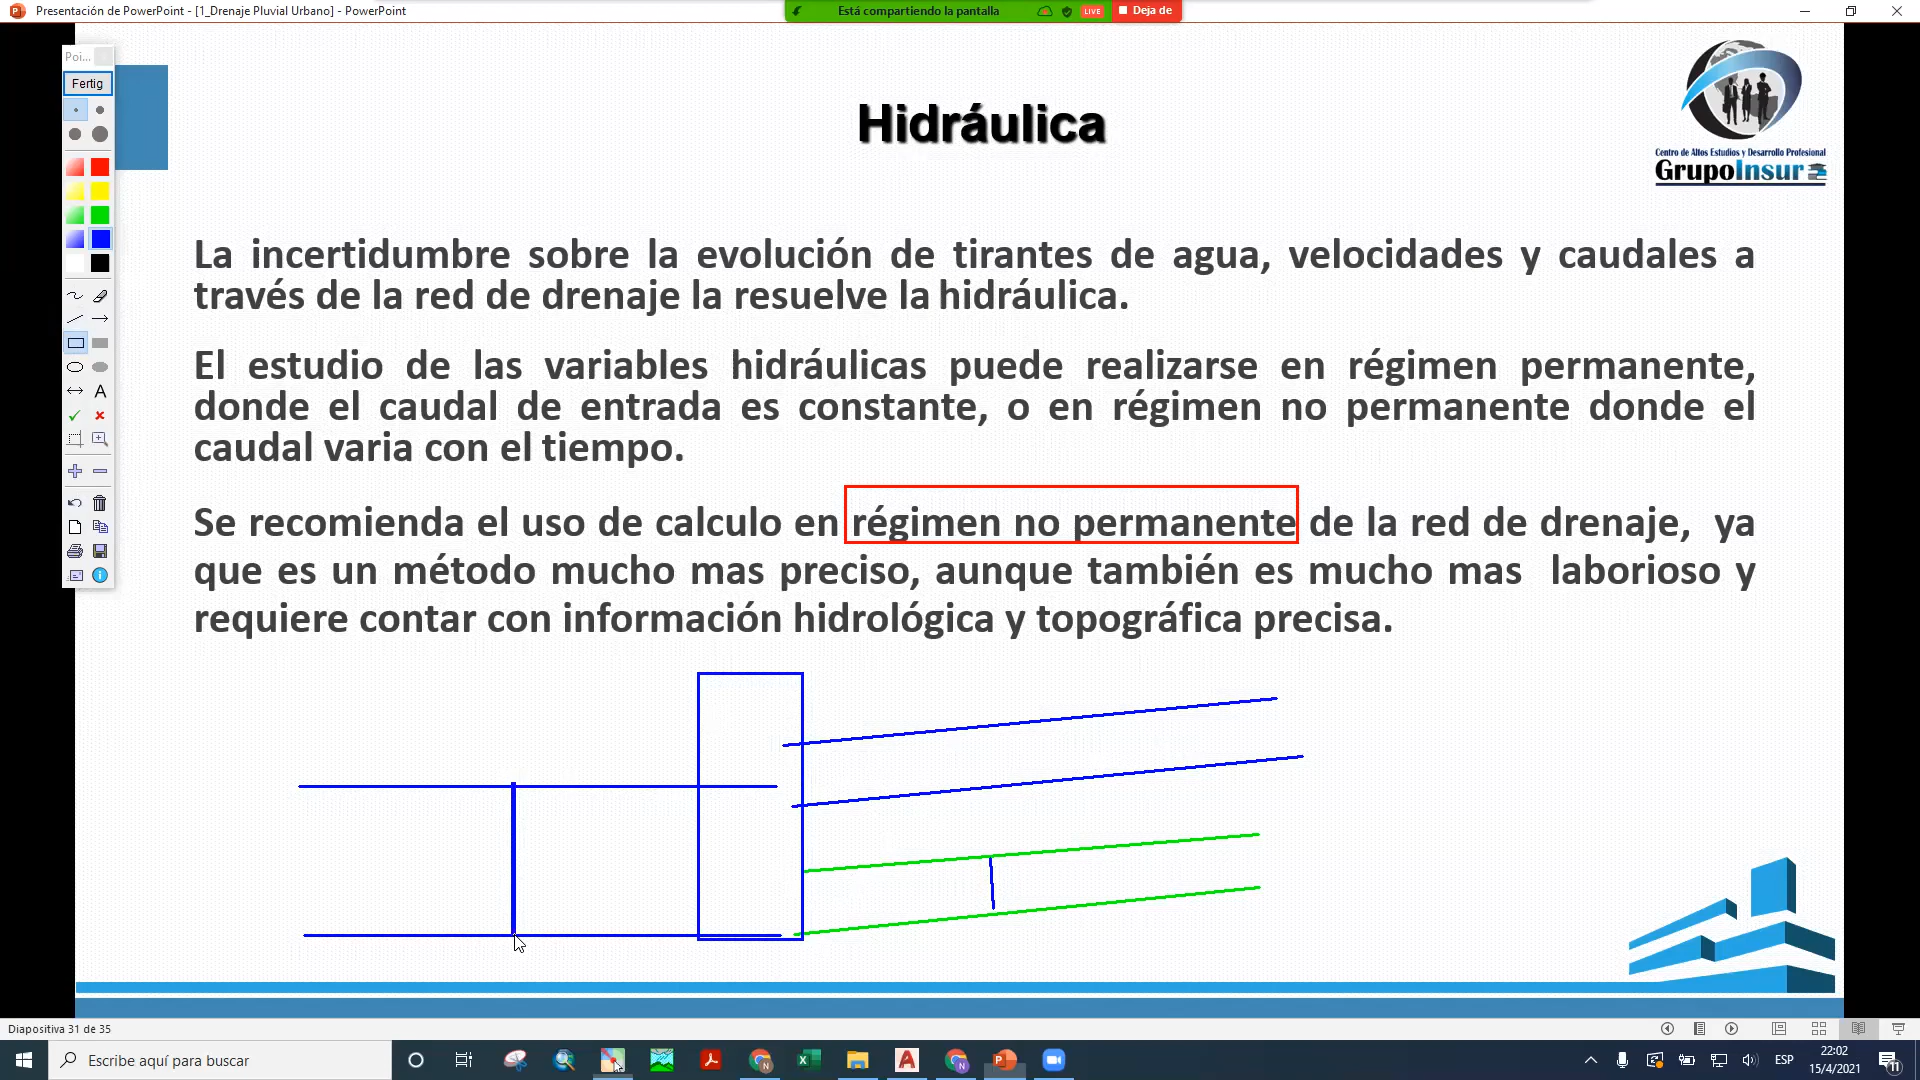 Presentación de PowerPoint - [1_Drenaje Pluvial Urbano] - PowerPoint
Está compartiendo la pantalla
LIVE
Deja de
Poi...
Fertig
A
Hidráulica
Centro de Altos Estudios y Desarrollo Profesional
GrupoInsur
La incertidumbre sobre la evolución de tirantes de agua, velocidades y caudales a
través de la red de drenaje la resuelve la hidráulica.
El estudio de las variables hidráulicas puede realizarse en régimen permanente,
donde el caudal de entrada es constante, o en régimen no permanente donde el
caudal varia con el tiempo.
Se recomienda el uso de calculo en régimen no permanente de la red de drenaje, ya
que es un método mucho mas preciso, aunque también es mucho mas laborioso y
requiere contar con información hidrológica y topográfica precisa.
Diapositiva 31 de 35
Escribe aquí para buscar
ESP
22:02
15/4/2021
11